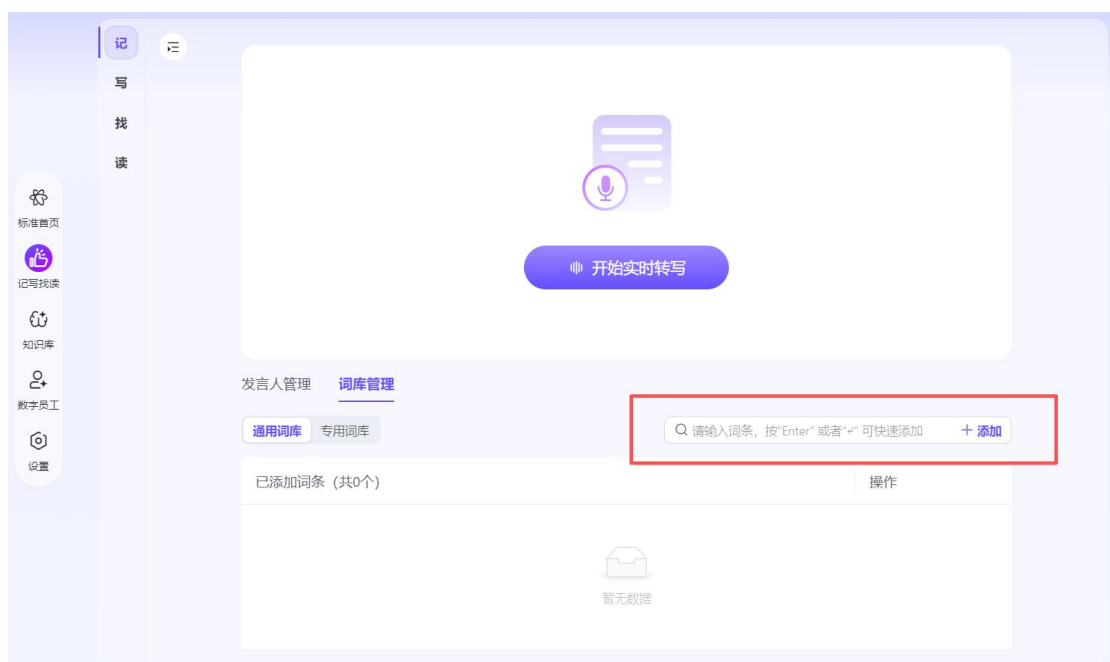 记
写
找
读
标准首页
记写找读
知识库
数字员工
设置
开始实时转写
发言人管理 词库管理
通用词库 专用词库
请输入词条，按"Enter" 或者"↵" 可快速添加 + 添加
已添加词条（共0个） 操作
暂无数据